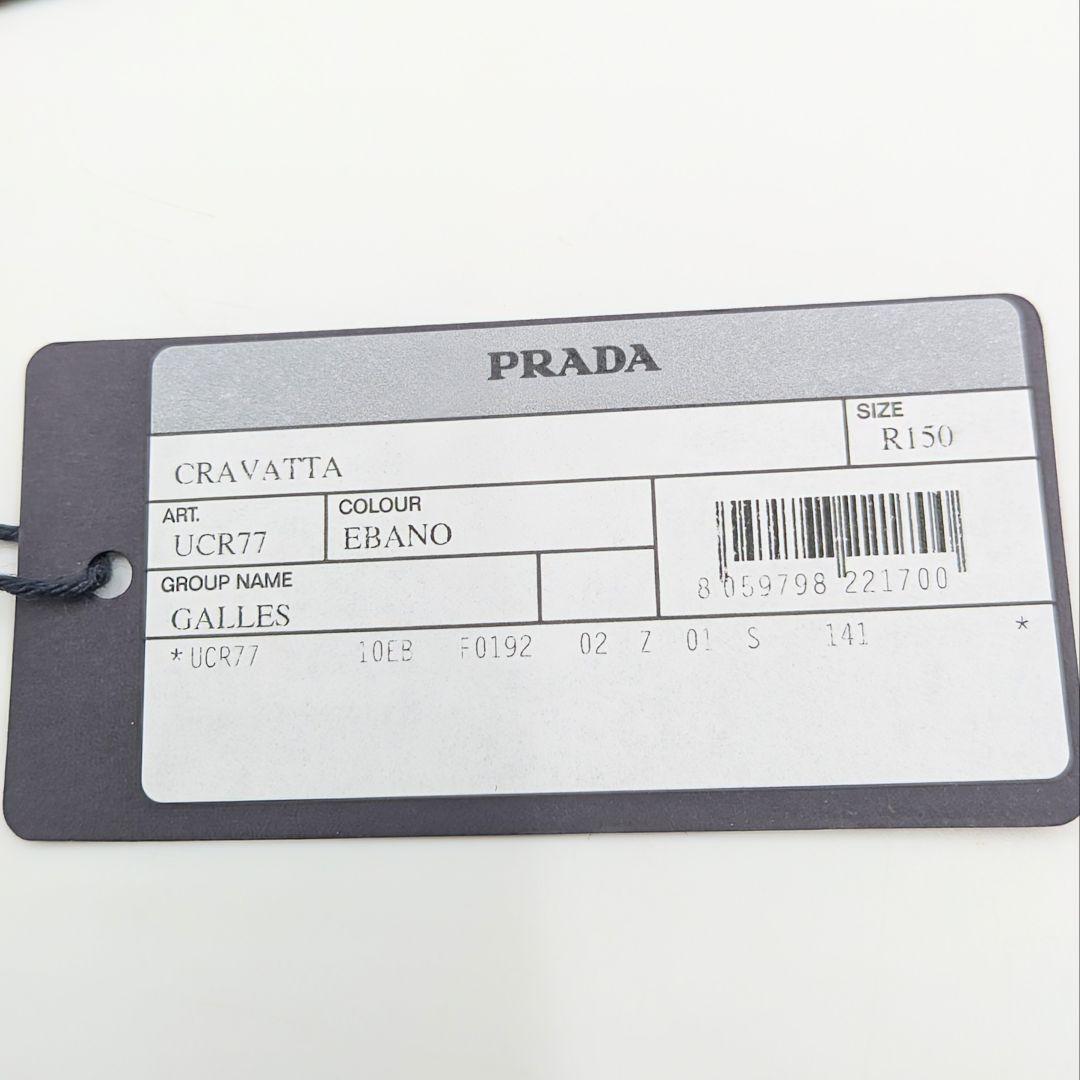 PRADA
SIZE
R150
CRAVATTA
ART.
UCR77
COLOUR
EBANO
GROUP NAME
GALLES
8 059798 221700
*UCR77 10EB F0192 02 Z 01 S 141 *